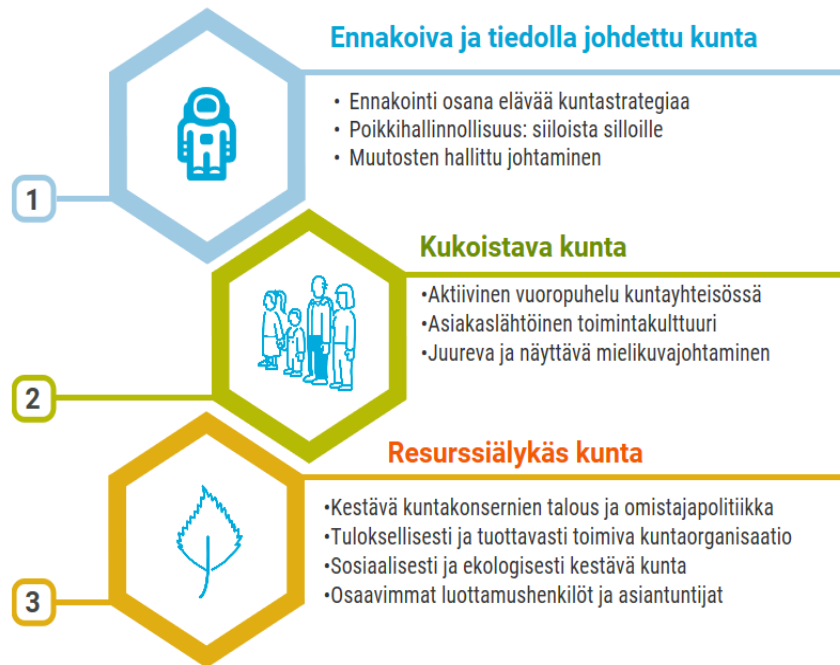 Ennakoiva ja tiedolla johdettu kunta
• Ennakointi osana elävää kuntastrategiaa
• Poikkihallinnollisuus: siiloista silloille
• Muutosten hallittu johtaminen
1
Kukoistava kunta
•Aktiivinen vuoropuhelu kuntayhteisössä
•Asiakaslähtöinen toimintakulttuuri
•Juureva ja näyttävä mielikuvajohtaminen
2
Resurssiälykäs kunta
•Kestävä kuntakonsernien talous ja omistajapolitiikka
•Tuloksellisesti ja tuottavasti toimiva kuntaorganisaatio
•Sosiaalisesti ja ekologisesti kestävä kunta
•Osaavimmat luottamushenkilöt ja asiantuntijat
3